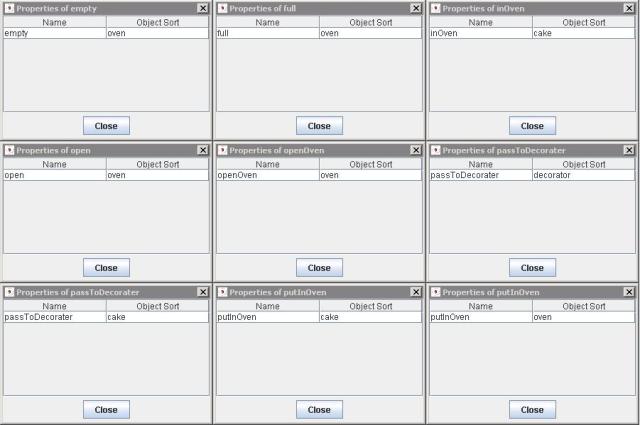 Properties of empty
Properties of full
Properties of inOven
Name Object Sort
Name Object Sort
Name Object Sort
empty oven
full oven
inOven cake
Close
Close
Close
Properties of open
Properties of openOven
Properties of passToDecorater
Name Object Sort
Name Object Sort
Name Object Sort
open oven
openOven oven
passToDecorater decorator
Close
Close
Close
Properties of passToDecorater
Properties of putInOven
Properties of putInOven
Name Object Sort
Name Object Sort
Name Object Sort
passToDecorater cake
putInOven cake
putInOven oven
Close
Close
Close